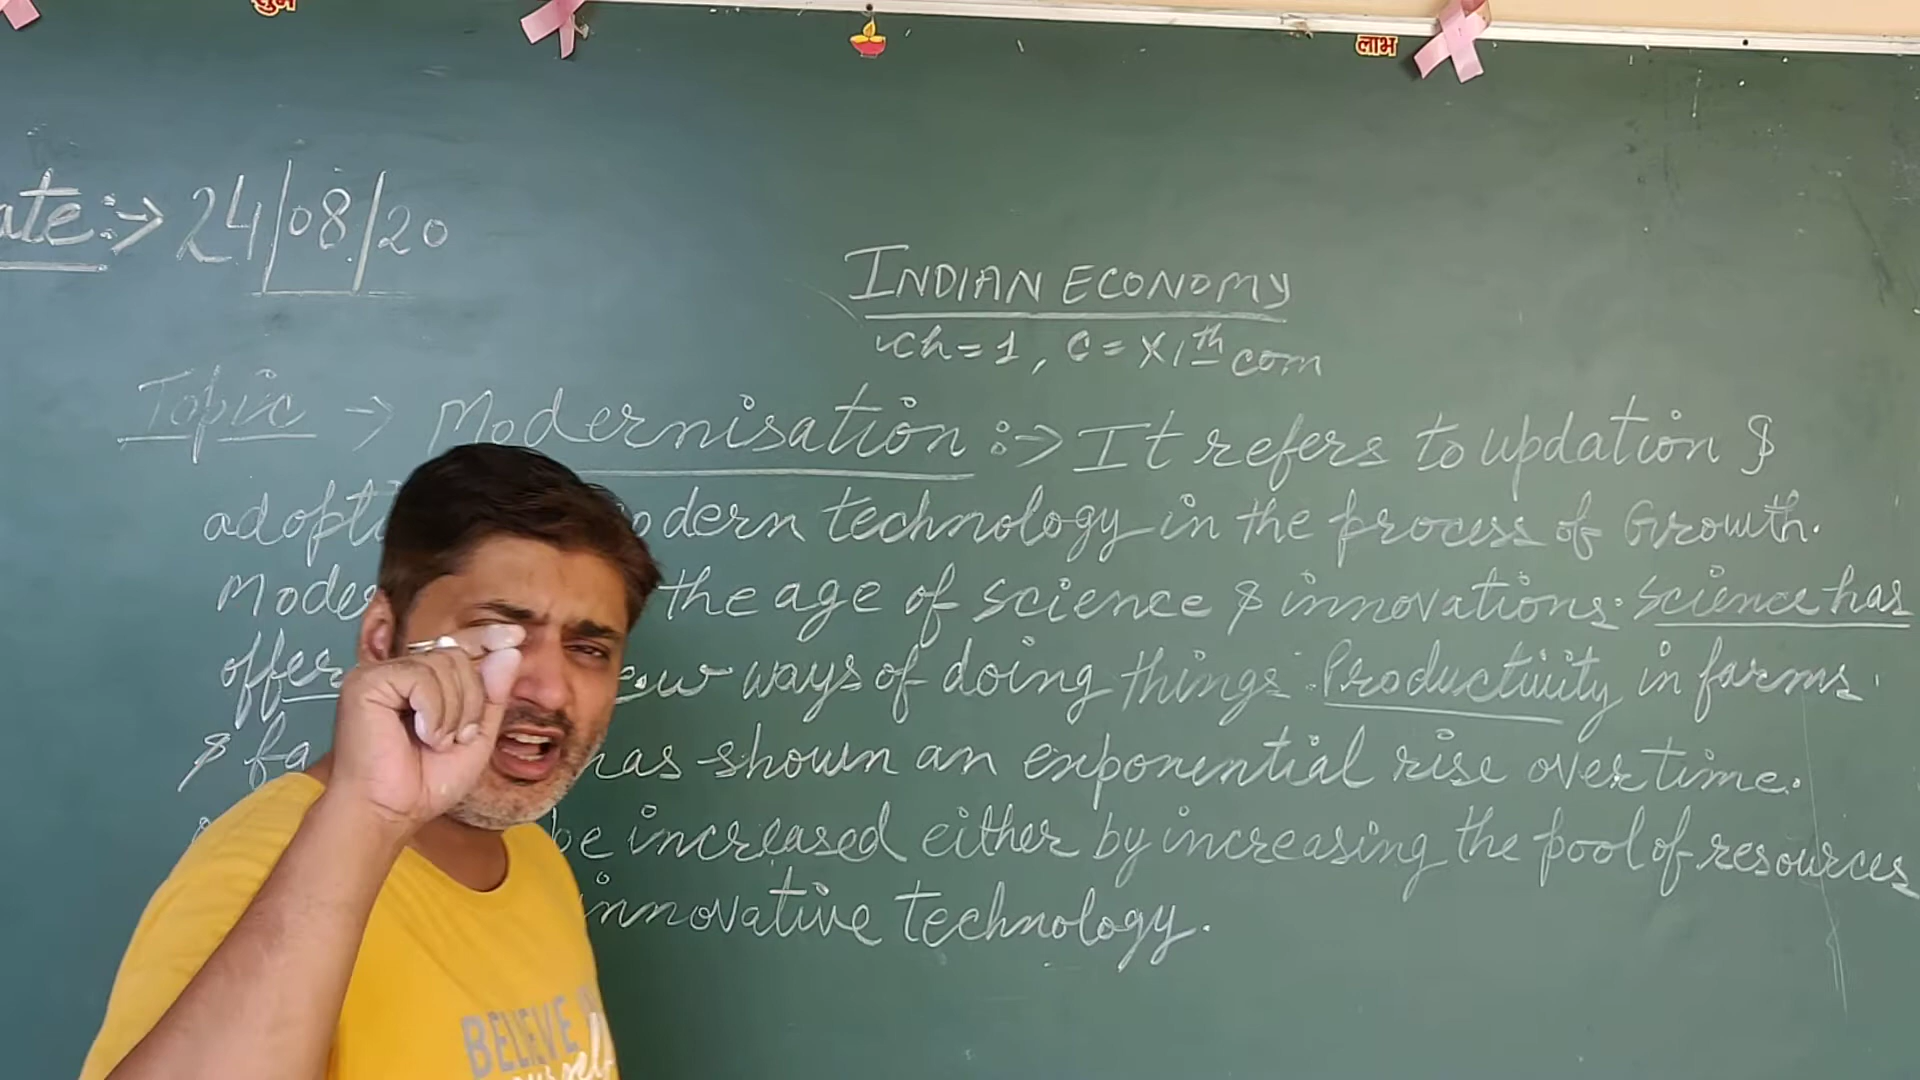 शुभ
लाभ
ate :-> 24/08/20
INDIAN ECONOMY
Ch=1, C=XIth com
Topic -> Modernisation :-> It refers to updation &
adopti odern technology in the process of Growth.
Moder the age of science & innovations. Science has
offer ew ways of doing things. Productivity in farms
& fa has shown an exponential rise over time.
be increased either by increasing the pool of resources
innovative technology.
BELIEVE